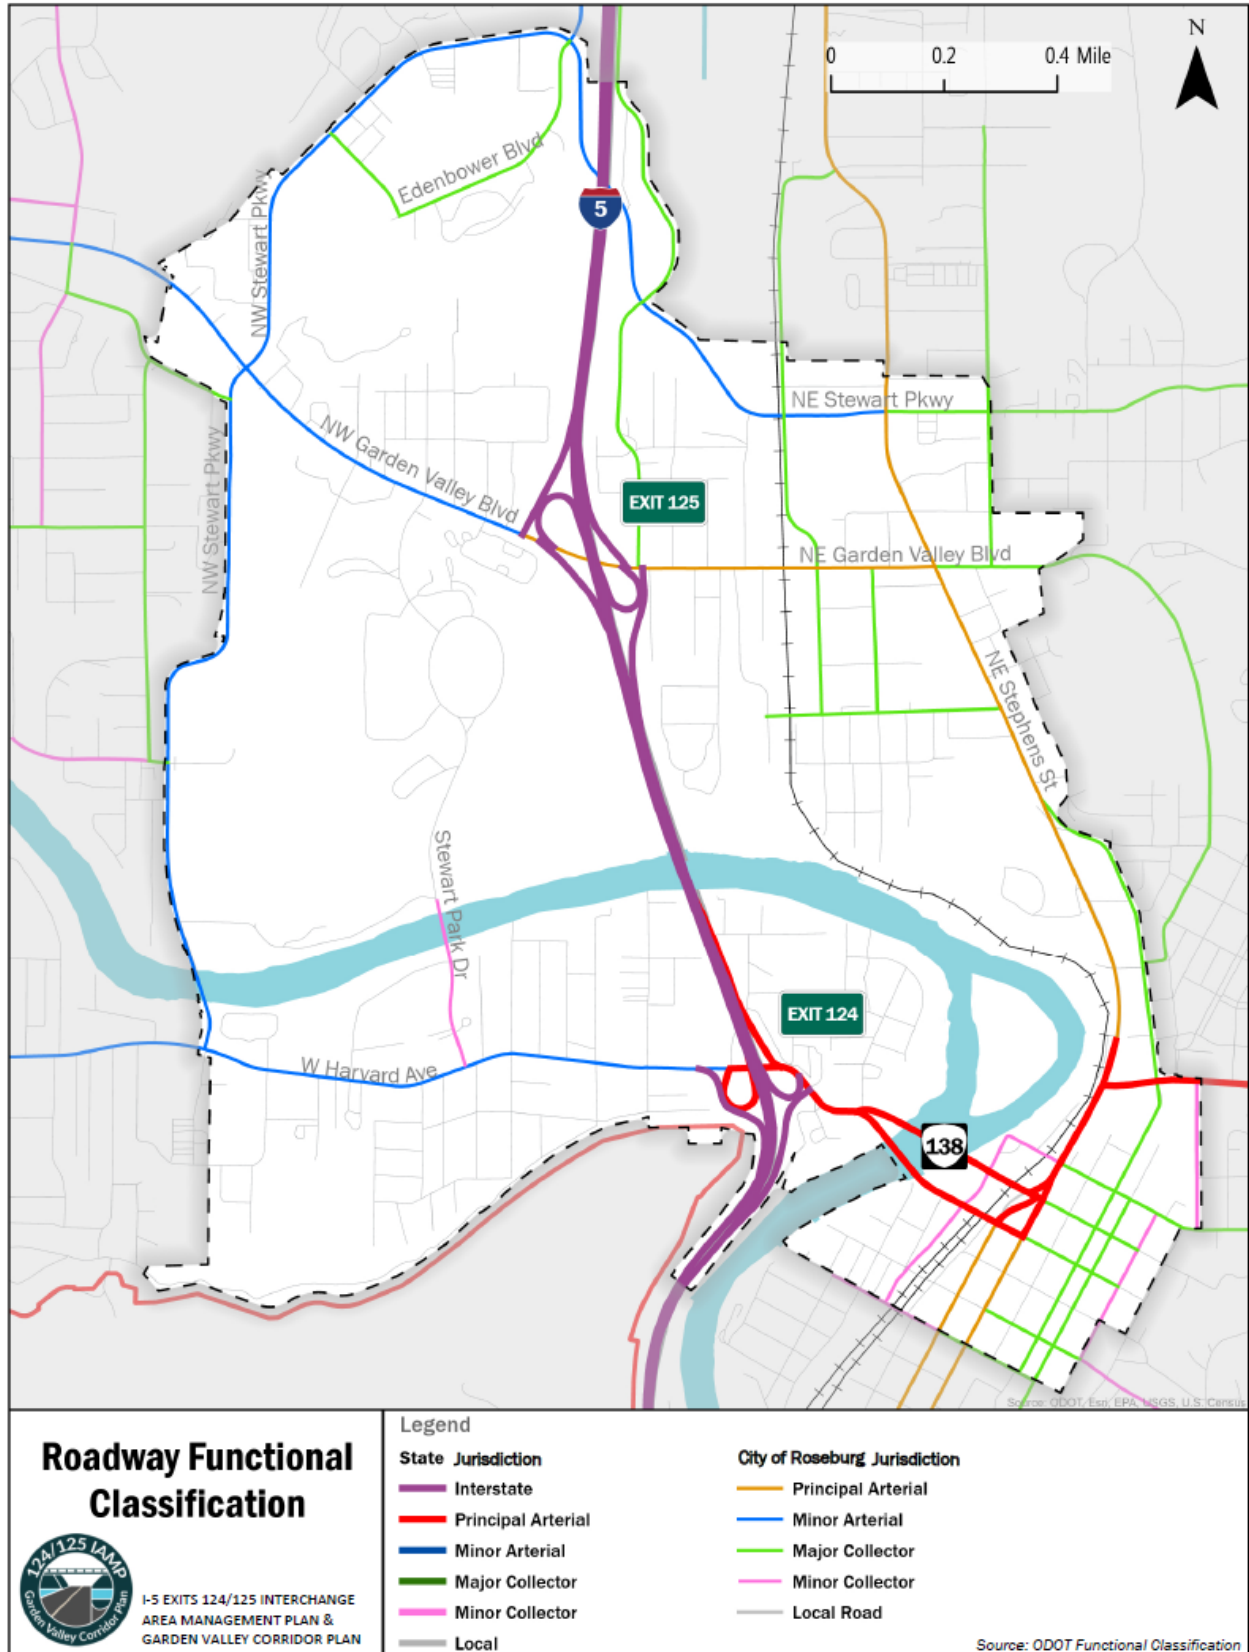 N
0 0.2 0.4 Mile
Edenbower Blvd
NW Stewart Pkwy
5
NE Stewart Pkwy
NW Garden Valley Blvd
EXIT 125
NW Stewart Pkwy
NE Garden Valley Blvd
NE Stephens St
Stewart Park Dr
EXIT 124
W Harvard Ave
138
Source: ODOT, Esri, EPA, USGS, U.S. Census
Roadway Functional
Classification
124/125 IAMP
Garden Valley Corridor Plan
I-5 EXITS 124/125 INTERCHANGE
AREA MANAGEMENT PLAN &
GARDEN VALLEY CORRIDOR PLAN
Legend
State Jurisdiction
Interstate
Principal Arterial
Minor Arterial
Major Collector
Minor Collector
Local
City of Roseburg Jurisdiction
Principal Arterial
Minor Arterial
Major Collector
Minor Collector
Local Road
Source: ODOT Functional Classification